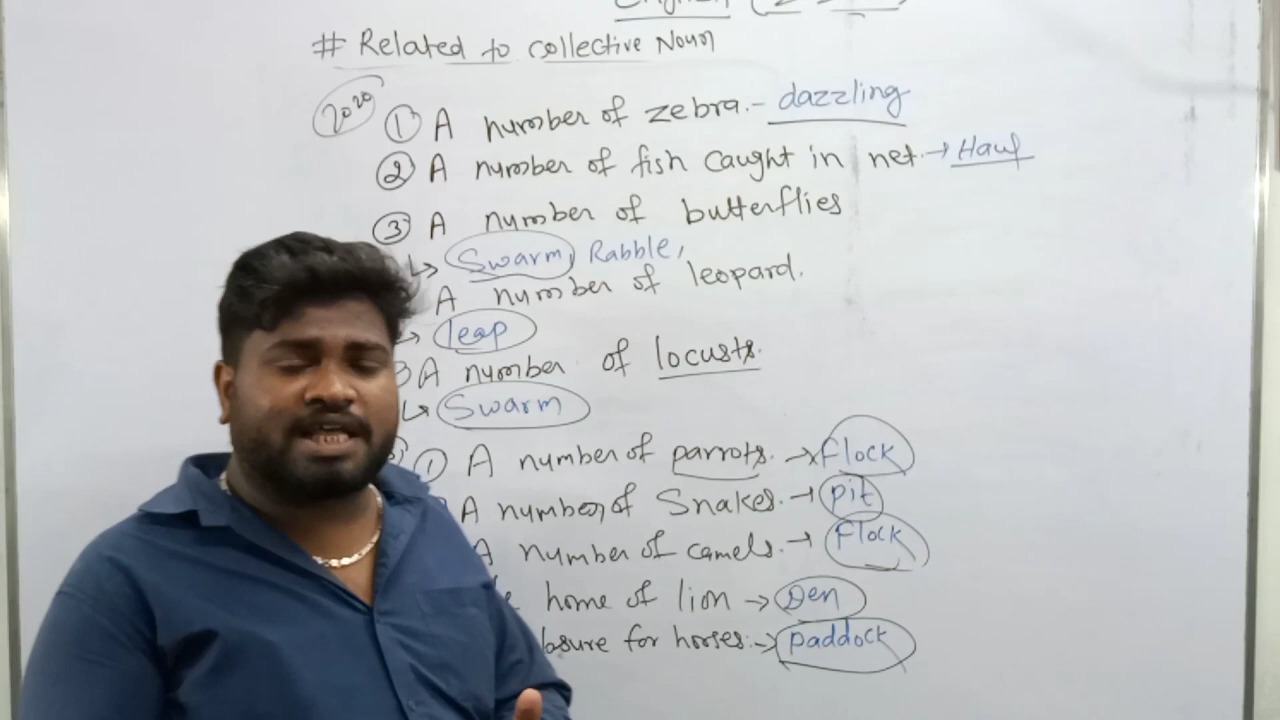 # Related to collective Noun
2020
① A number of zebra.- dazzling
② A number of fish caught in net.→ Haul
③ A number of butterflies
↳ Swarm, Rabble,
A number of leopard.
leap
A number of locusts.
↳ Swarm
① A number of parrots. → flock
A number of Snakes. → pit
A number of camels. → Flock
home of lion → Den
for horses. → paddock